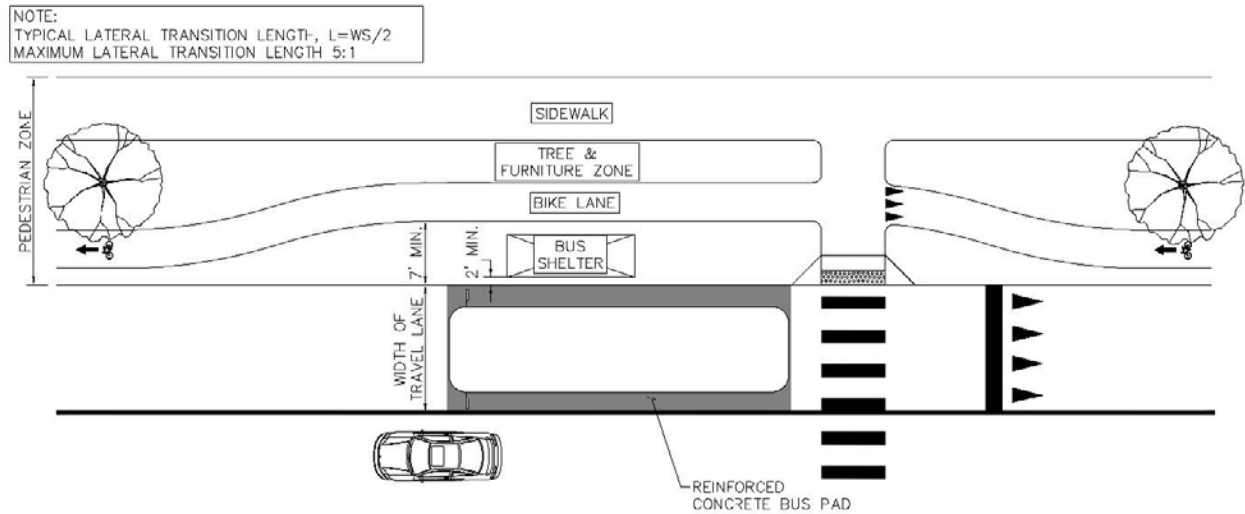 NOTE:
TYPICAL LATERAL TRANSITION LENGTH, L=WS/2
MAXIMUM LATERAL TRANSITION LENGTH 5:1
PEDESTRIAN ZONE
SIDEWALK
TREE &
FURNITURE ZONE
BIKE LANE
7' MIN.
2' MIN.
BUS
SHELTER
WIDTH OF
TRAVEL LANE
REINFORCED
CONCRETE BUS PAD